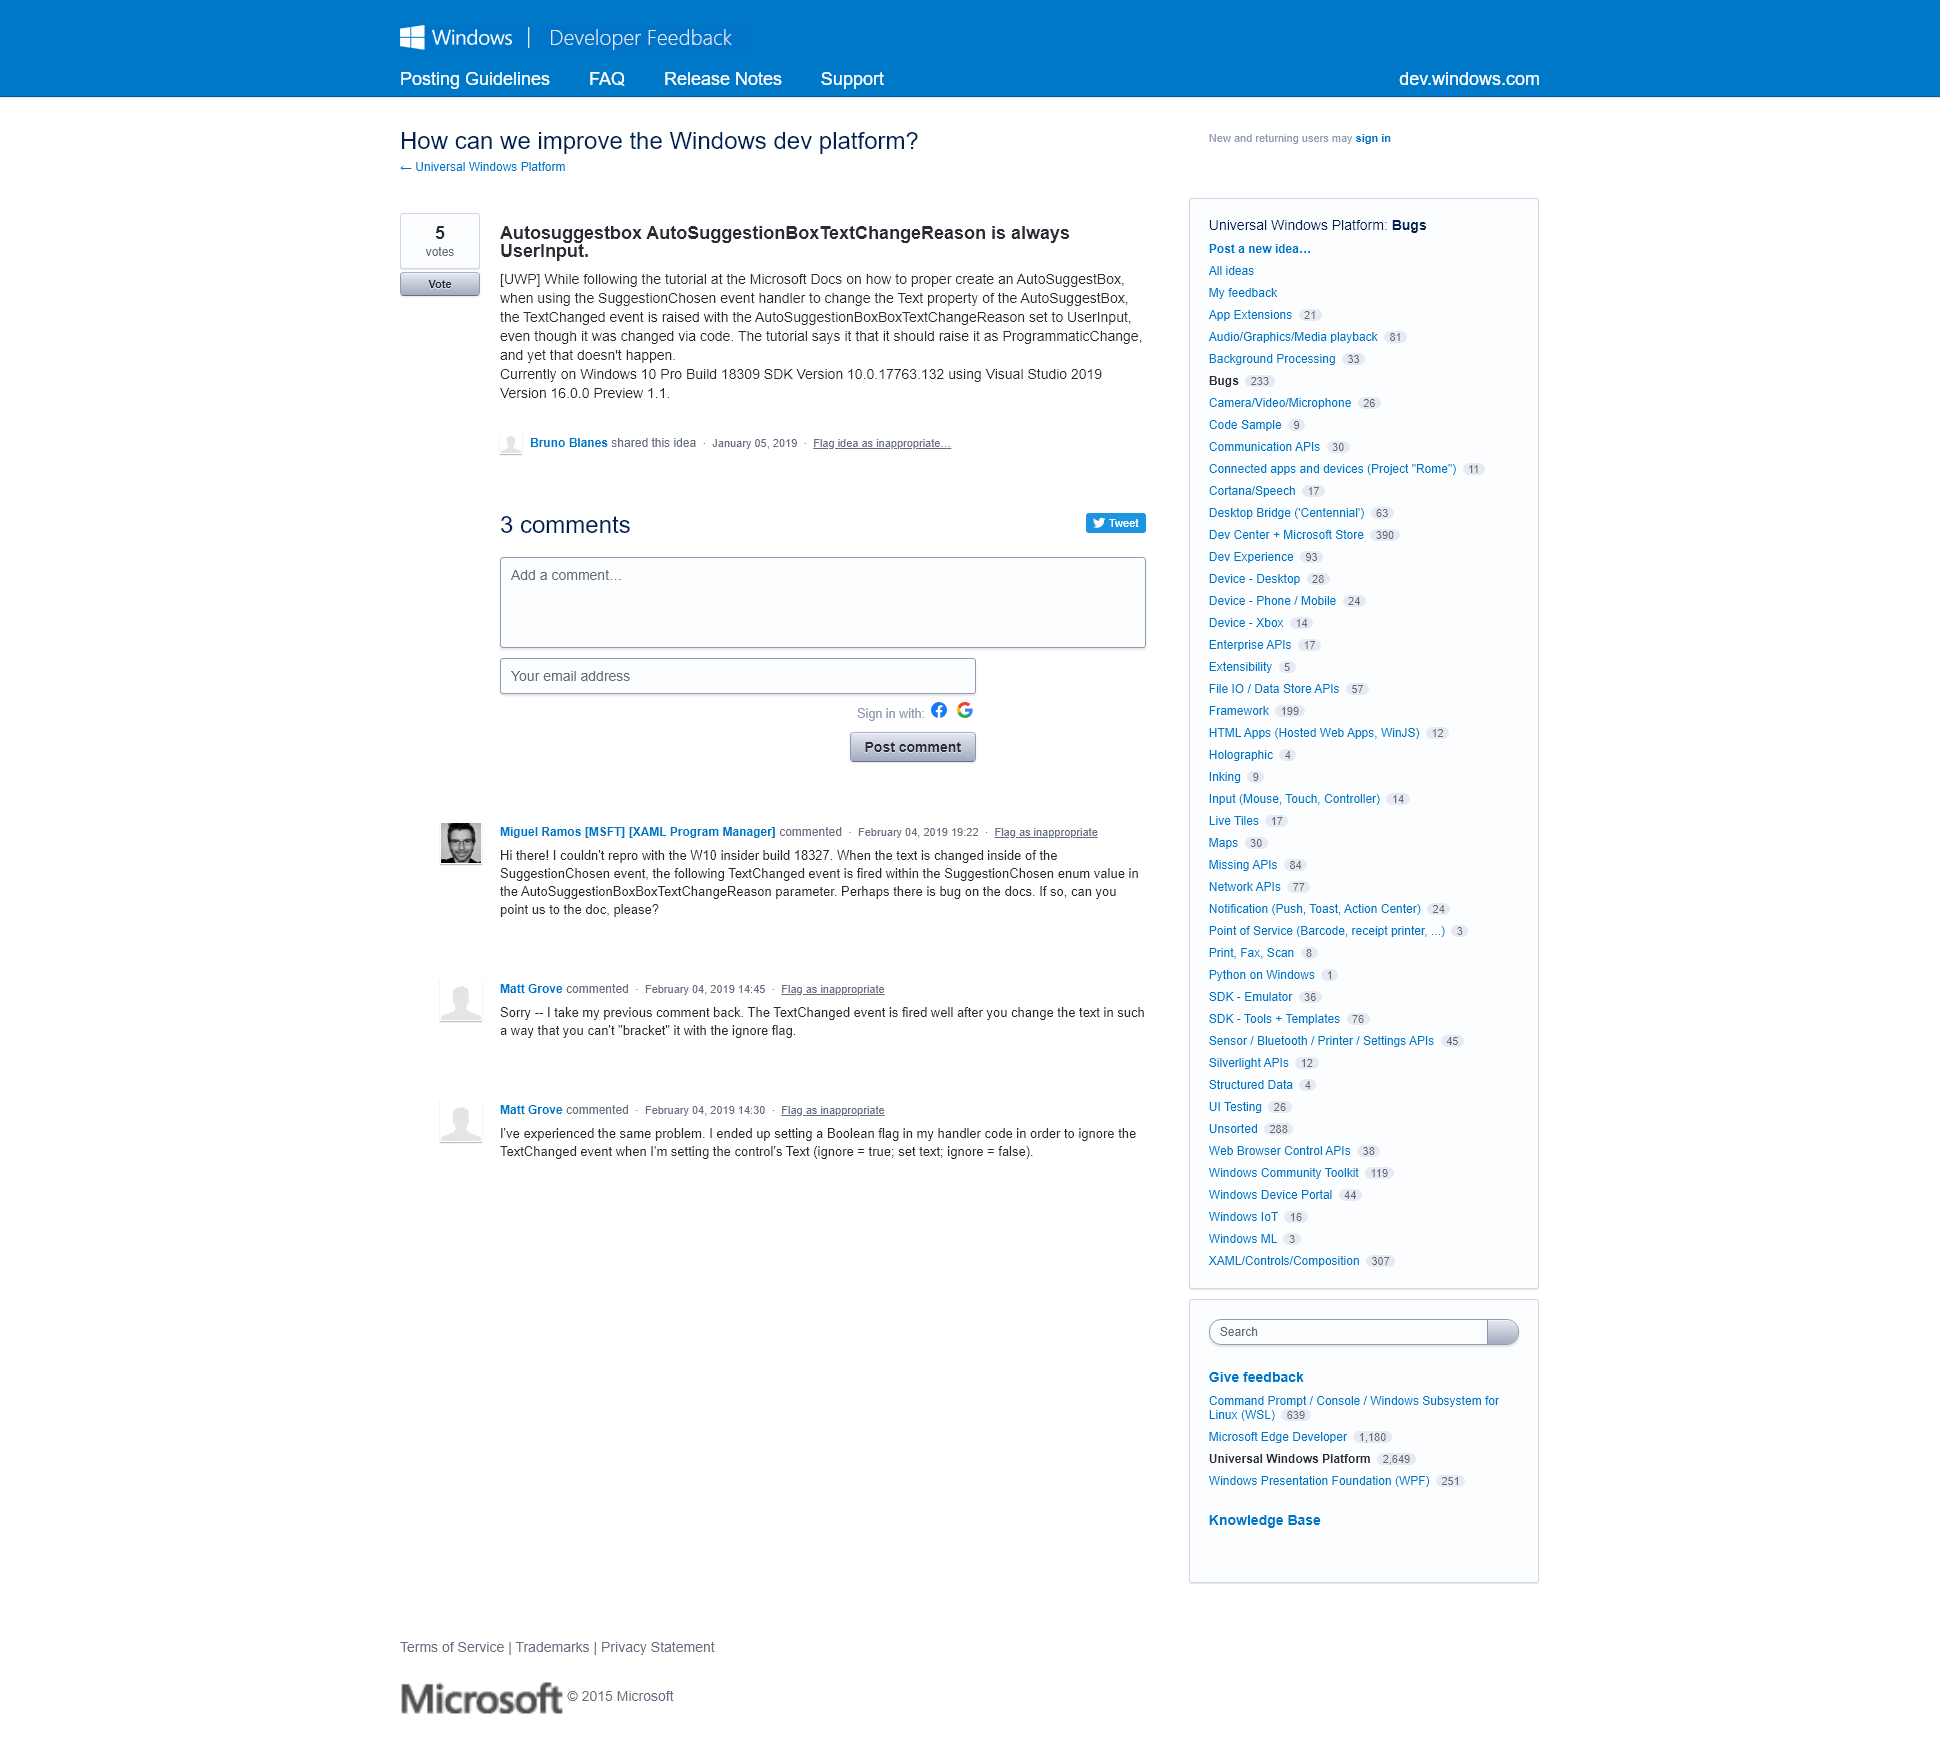 Windows | Developer Feedback
Posting Guidelines FAQ Release Notes Support dev.windows.com
How can we improve the Windows dev platform?
← Universal Windows Platform
New and returning users may sign in
5
votes
Vote
Autosuggestbox AutoSuggestionBoxTextChangeReason is always
UserInput.
[UWP] While following the tutorial at the Microsoft Docs on how to proper create an AutoSuggestBox,
when using the SuggestionChosen event handler to change the Text property of the AutoSuggestBox,
the TextChanged event is raised with the AutoSuggestionBoxBoxTextChangeReason set to UserInput,
even though it was changed via code. The tutorial says it that it should raise it as ProgrammaticChange,
and yet that doesn't happen.
Currently on Windows 10 Pro Build 18309 SDK Version 10.0.17763.132 using Visual Studio 2019
Version 16.0.0 Preview 1.1.
Bruno Blanes shared this idea · January 05, 2019 · Flag idea as inappropriate…
3 comments
Tweet
Add a comment…
Your email address
Sign in with:
Post comment
Miguel Ramos [MSFT] [XAML Program Manager] commented · February 04, 2019 19:22 · Flag as inappropriate
Hi there! I couldn't repro with the W10 insider build 18327. When the text is changed inside of the
SuggestionChosen event, the following TextChanged event is fired within the SuggestionChosen enum value in
the AutoSuggestionBoxBoxTextChangeReason parameter. Perhaps there is bug on the docs. If so, can you
point us to the doc, please?
Matt Grove commented · February 04, 2019 14:45 · Flag as inappropriate
Sorry -- I take my previous comment back. The TextChanged event is fired well after you change the text in such
a way that you can't "bracket" it with the ignore flag.
Matt Grove commented · February 04, 2019 14:30 · Flag as inappropriate
I've experienced the same problem. I ended up setting a Boolean flag in my handler code in order to ignore the
TextChanged event when I'm setting the control's Text (ignore = true; set text; ignore = false).
Universal Windows Platform: Bugs
Post a new idea…
All ideas
My feedback
App Extensions 21
Audio/Graphics/Media playback 81
Background Processing 33
Bugs 233
Camera/Video/Microphone 26
Code Sample 9
Communication APIs 30
Connected apps and devices (Project "Rome") 11
Cortana/Speech 17
Desktop Bridge ('Centennial') 63
Dev Center + Microsoft Store 390
Dev Experience 93
Device - Desktop 28
Device - Phone / Mobile 24
Device - Xbox 14
Enterprise APIs 17
Extensibility 5
File IO / Data Store APIs 57
Framework 199
HTML Apps (Hosted Web Apps, WinJS) 12
Holographic 4
Inking 9
Input (Mouse, Touch, Controller) 14
Live Tiles 17
Maps 30
Missing APIs 84
Network APIs 77
Notification (Push, Toast, Action Center) 24
Point of Service (Barcode, receipt printer, ...) 3
Print, Fax, Scan 8
Python on Windows 1
SDK - Emulator 36
SDK - Tools + Templates 76
Sensor / Bluetooth / Printer / Settings APIs 45
Silverlight APIs 12
Structured Data 4
UI Testing 26
Unsorted 288
Web Browser Control APIs 38
Windows Community Toolkit 119
Windows Device Portal 44
Windows IoT 16
Windows ML 3
XAML/Controls/Composition 307
Search
Give feedback
Command Prompt / Console / Windows Subsystem for
Linux (WSL) 639
Microsoft Edge Developer 1,180
Universal Windows Platform 2,649
Windows Presentation Foundation (WPF) 251
Knowledge Base
Terms of Service | Trademarks | Privacy Statement
Microsoft © 2015 Microsoft